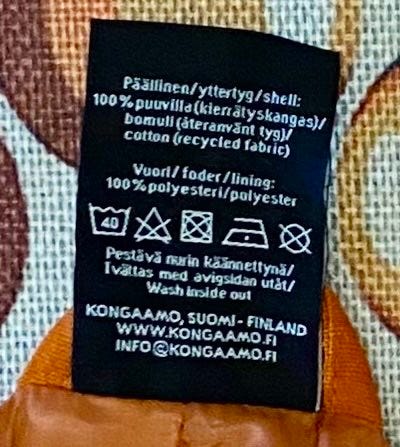 Päällinen/yttertyg/shell:
100%puuvilla(kierrätyskangas)/
bomull(återanvänt tyg)/
cotton (recycled fabric)
Vuori/foder/lining:
100%polyesteri/polyester
40
Pestävä nurin käännettynä/
Tvättas med avigsidan utåt/
Wash inside out
KONGAAMO, SUOMI - FINLAND
WWW.KONGAAMO.FI
INFO@KONGAAMO.FI